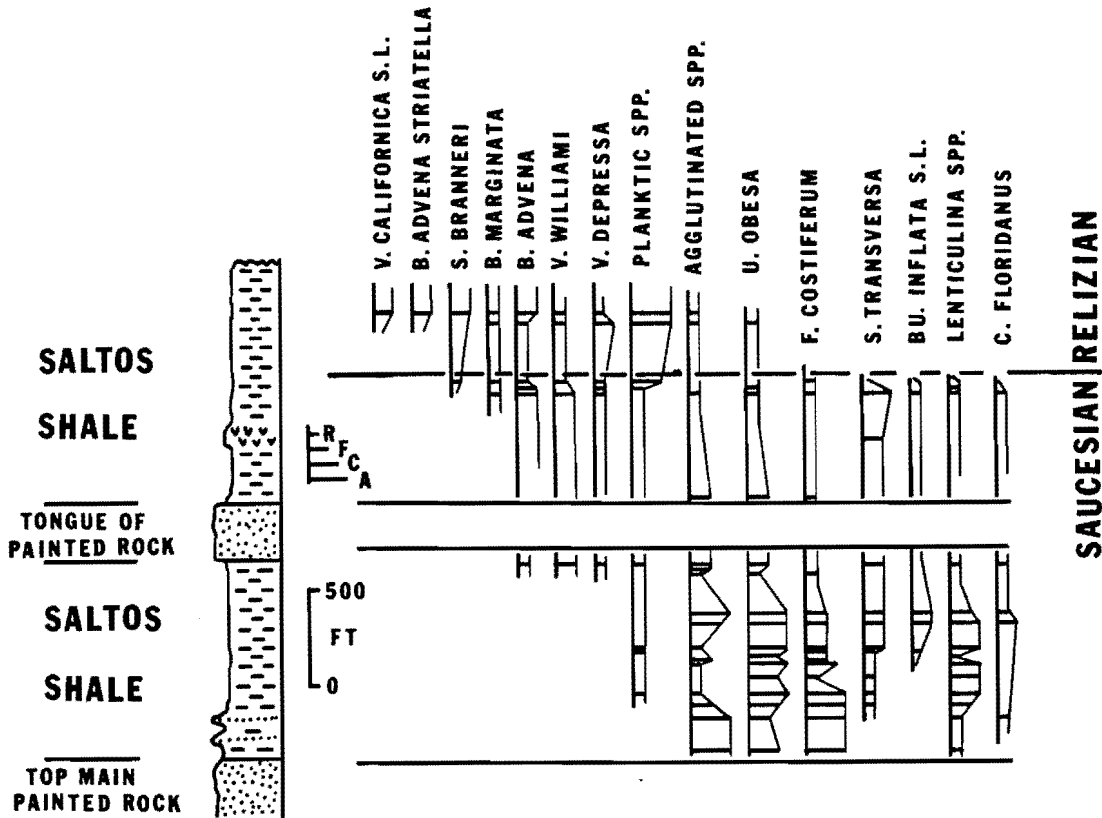 V. CALIFORNICA S.L.
B. ADVENA STRIATELLA
S. BRANNERI
B. MARGINATA
B. ADVENA
V. WILLIAMI
V. DEPRESSA
PLANKTIC SPP.
AGGLUTINATED SPP.
U. OBESA
F. COSTIFERUM
S. TRANSVERSA
BU. INFLATA S.L.
LENTICULINA SPP.
C. FLORIDANUS
RELIZIAN
SAUCESIAN
SALTOS
SHALE
R
F
C
A
TONGUE OF
PAINTED ROCK
SALTOS
SHALE
500
FT
0
TOP MAIN
PAINTED ROCK